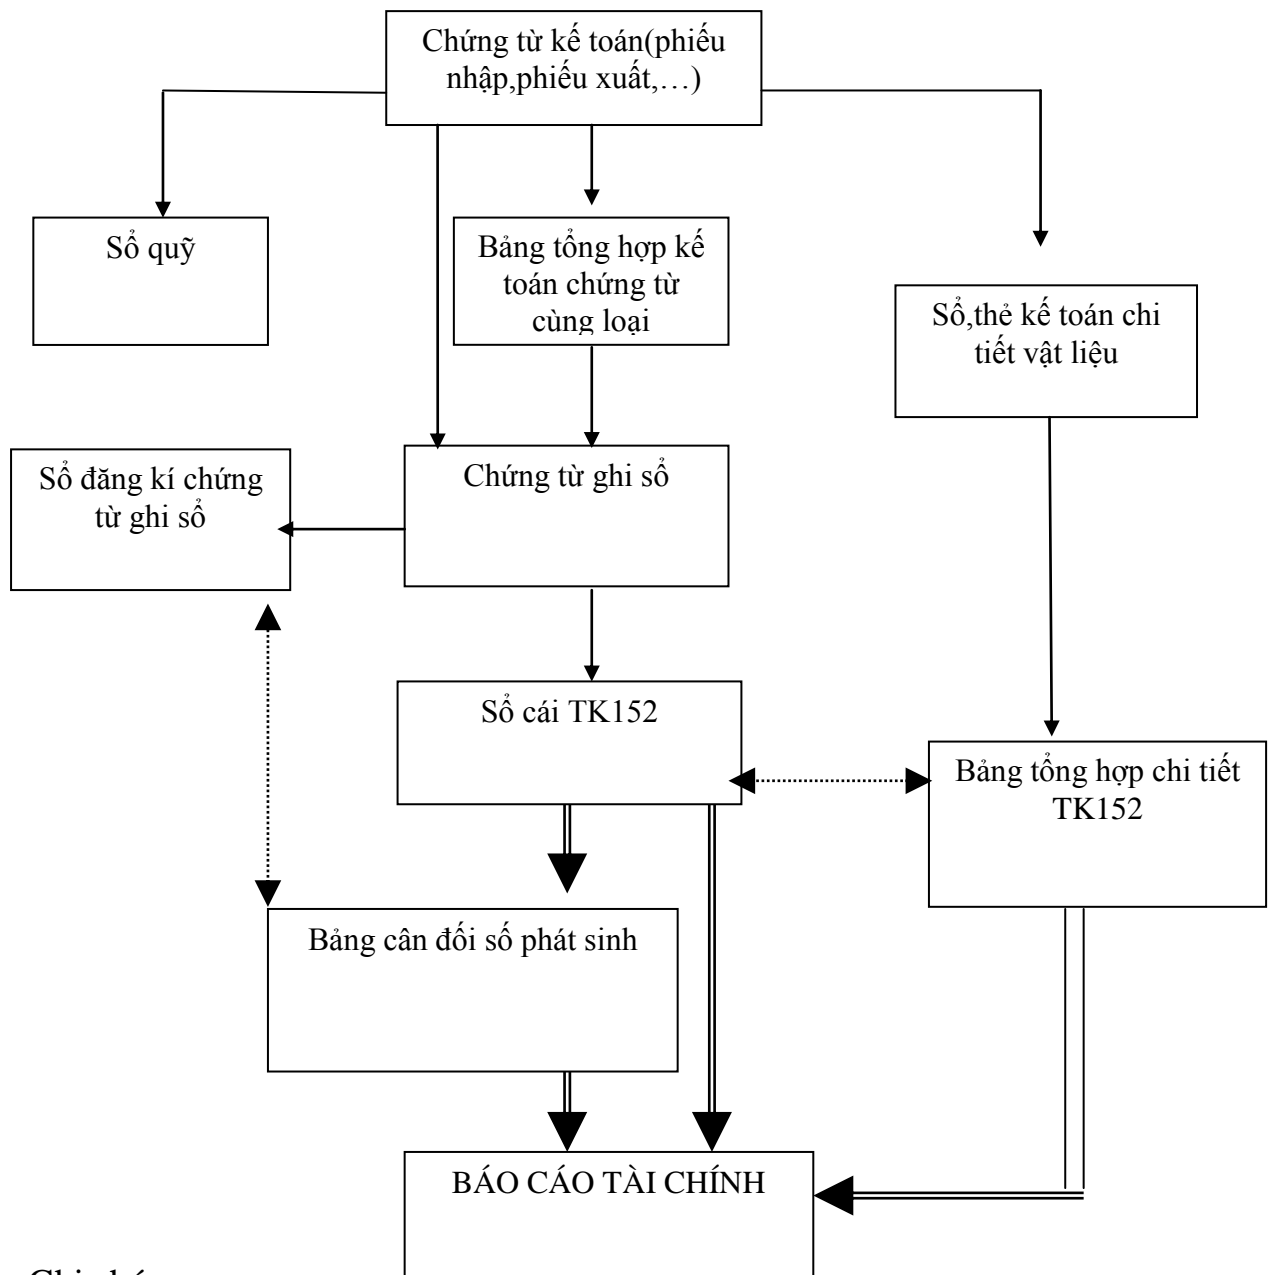 Chứng từ kế toán(phiếu
nhập,phiếu xuất,…)
Sổ quỹ
Bảng tổng hợp kế
toán chứng từ
cùng loại
Sổ,thẻ kế toán chi
tiết vật liệu
Sổ đăng kí chứng
từ ghi sổ
Chứng từ ghi sổ
Sổ cái TK152
Bảng tổng hợp chi tiết
TK152
Bảng cân đối số phát sinh
BÁO CÁO TÀI CHÍNH